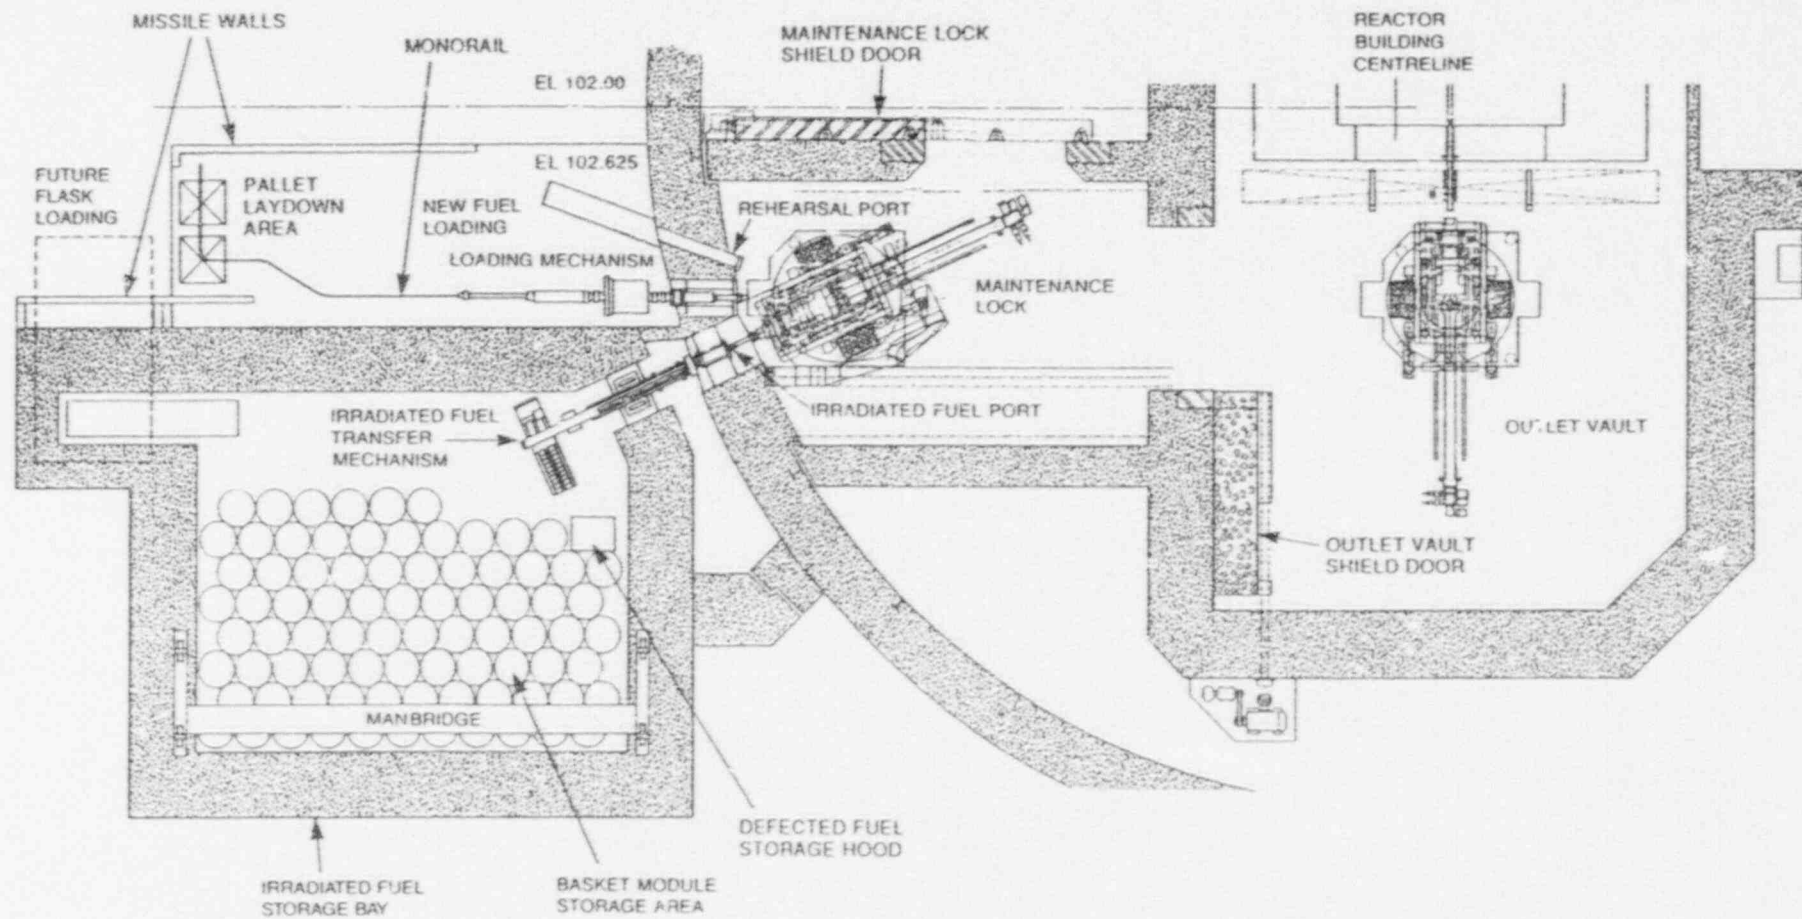 MISSILE WALLS
MONORAIL
MAINTENANCE LOCK
SHIELD DOOR
REACTOR
BUILDING
CENTRELINE
EL 102.00
EL 102.625
FUTURE
FLASK
LOADING
PALLET
LAYDOWN
AREA
NEW FUEL
LOADING
REHEARSAL PORT
LOADING MECHANISM
MAINTENANCE
LOCK
IRRADIATED FUEL
TRANSFER
MECHANISM
IRRADIATED FUEL PORT
OUTLET VAULT
OUTLET VAULT
SHIELD DOOR
MANBRIDGE
DEFECTED FUEL
STORAGE HOOD
IRRADIATED FUEL
STORAGE BAY
BASKET MODULE
STORAGE AREA